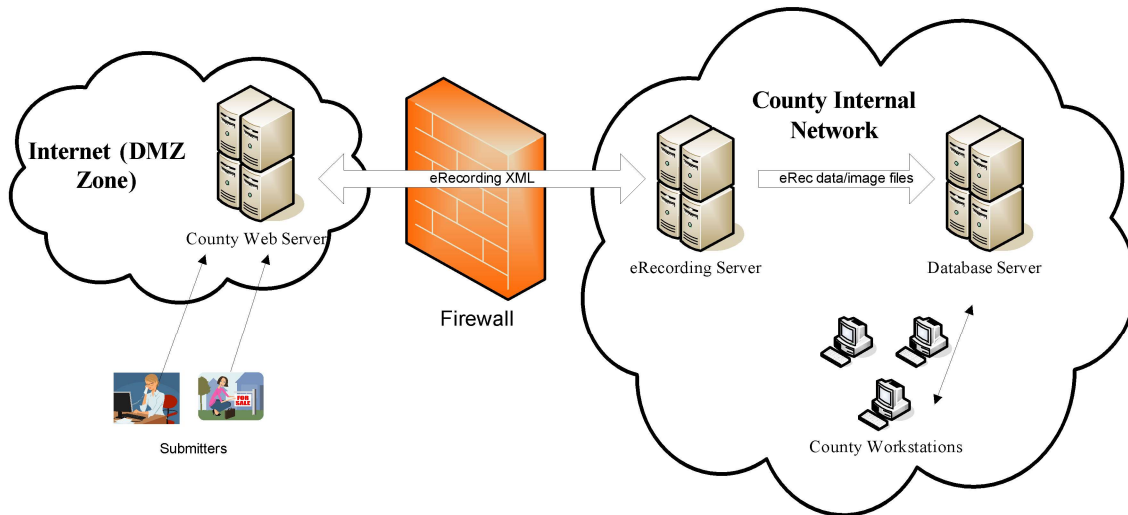 Internet (DMZ
Zone)
County Web Server
eRecording XML
Firewall
County Internal
Network
eRec data/image files
eRecording Server
Database Server
County Workstations
FOR
SALE
Submitters